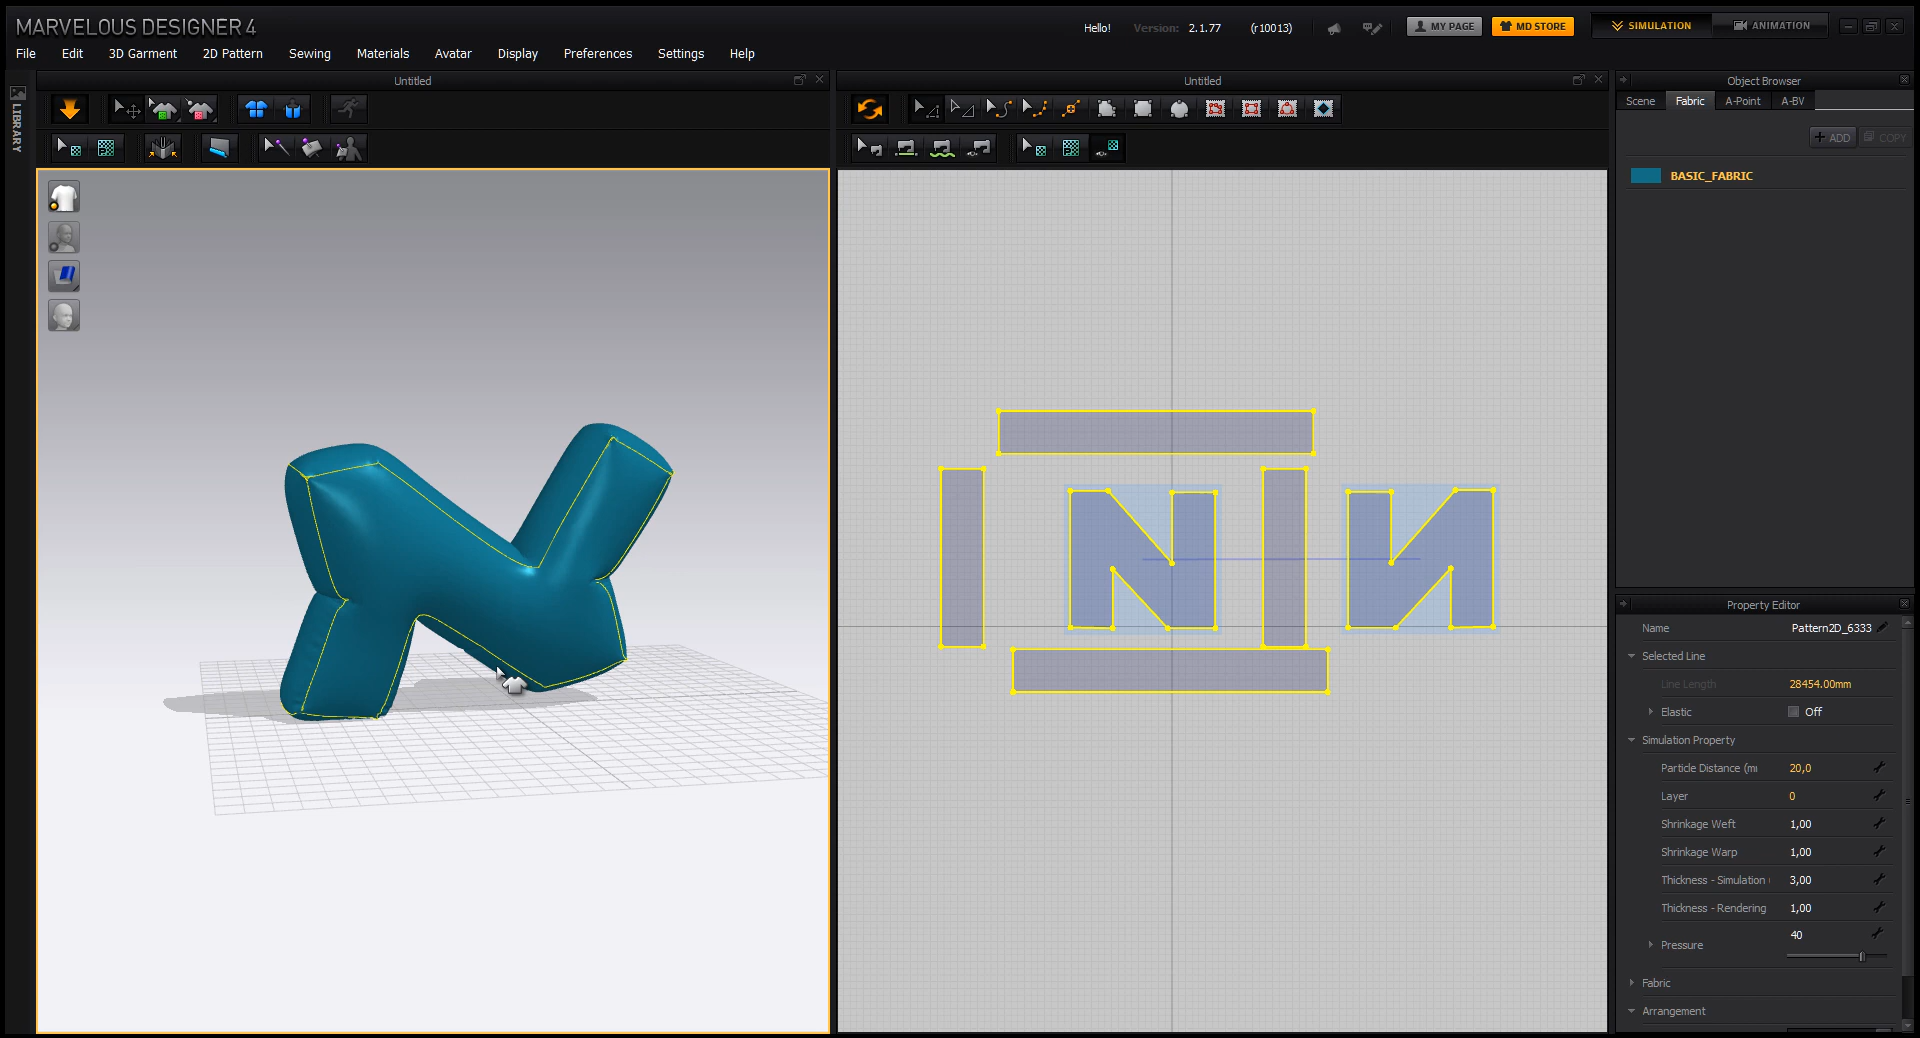 MARVELOUS DESIGNER 4
Hello! Version: 2.1.77 (r10013) MY PAGE MD STORE SIMULATION ANIMATION
File Edit 3D Garment 2D Pattern Sewing Materials Avatar Display Preferences Settings Help
Untitled
Untitled
LIBRARY
Object Browser
Scene Fabric A-Point A-BV
+ ADD COPY
BASIC_FABRIC
Property Editor
Name Pattern2D_6333
Selected Line
Line Length 28454.00mm
Elastic Off
Simulation Property
Particle Distance (m
Layer 0
20,0
Shrinkage Weft 1,00
Shrinkage Warp 1,00
Thickness - Simulation 3,00
Thickness - Rendering 1,00
Pressure 40
Fabric
Arrangement